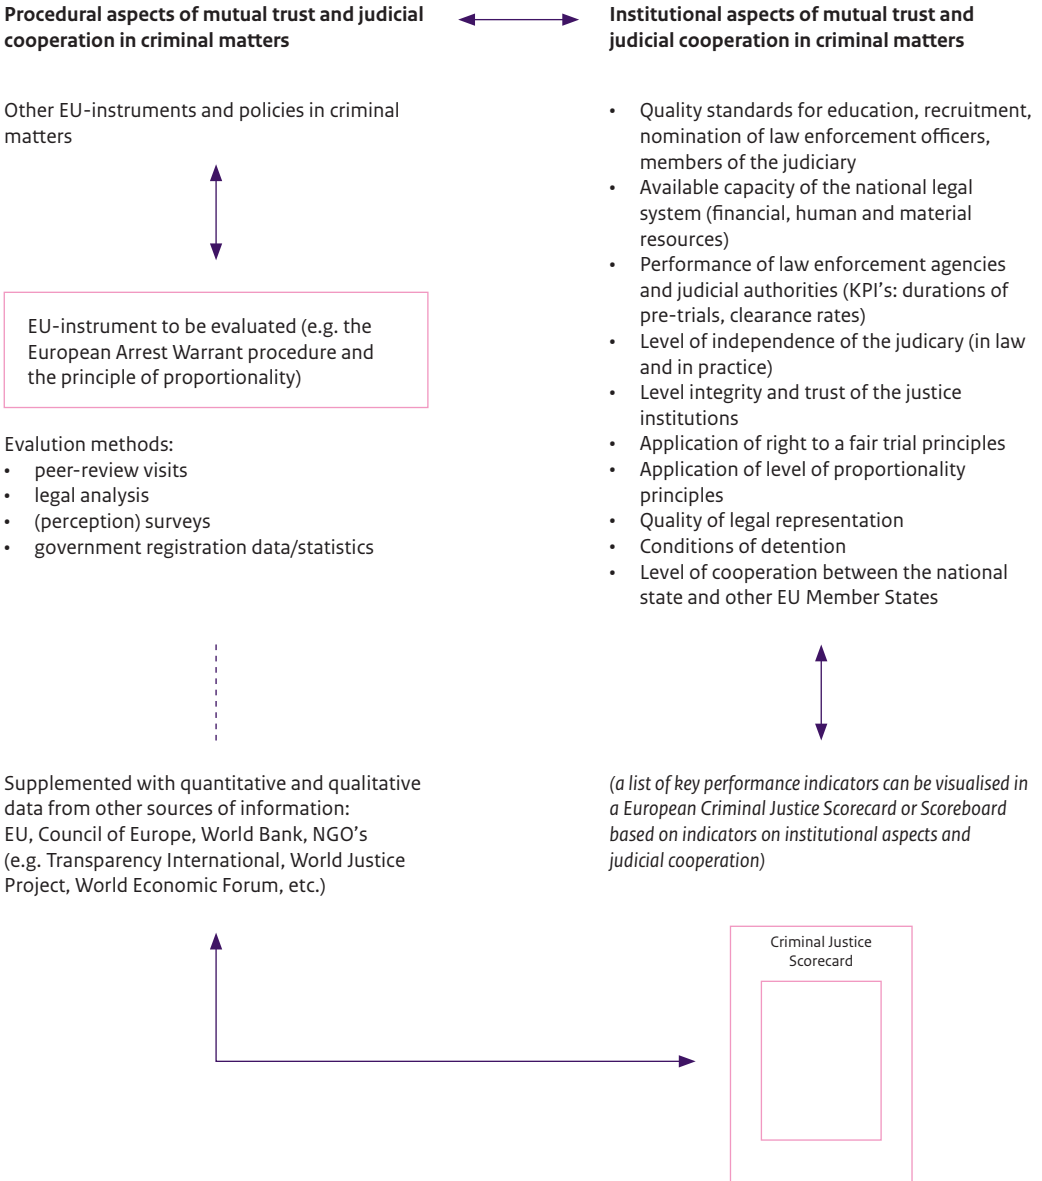 Procedural aspects of mutual trust and judicial
cooperation in criminal matters
Other EU-instruments and policies in criminal
matters
EU-instrument to be evaluated (e.g. the
European Arrest Warrant procedure and
the principle of proportionality)
Evalution methods:
• peer-review visits
• legal analysis
• (perception) surveys
• government registration data/statistics
Supplemented with quantitative and qualitative
data from other sources of information:
EU, Council of Europe, World Bank, NGO's
(e.g. Transparency International, World Justice
Project, World Economic Forum, etc.)
Institutional aspects of mutual trust and
judicial cooperation in criminal matters
• Quality standards for education, recruitment,
nomination of law enforcement officers,
members of the judiciary
• Available capacity of the national legal
system (financial, human and material
resources)
• Performance of law enforcement agencies
and judicial authorities (KPI's: durations of
pre-trials, clearance rates)
• Level of independence of the judicary (in law
and in practice)
• Level integrity and trust of the justice
institutions
• Application of right to a fair trial principles
• Application of level of proportionality
principles
• Quality of legal representation
• Conditions of detention
• Level of cooperation between the national
state and other EU Member States
(a list of key performance indicators can be visualised in
a European Criminal Justice Scorecard or Scoreboard
based on indicators on institutional aspects and
judicial cooperation)
Criminal Justice
Scorecard